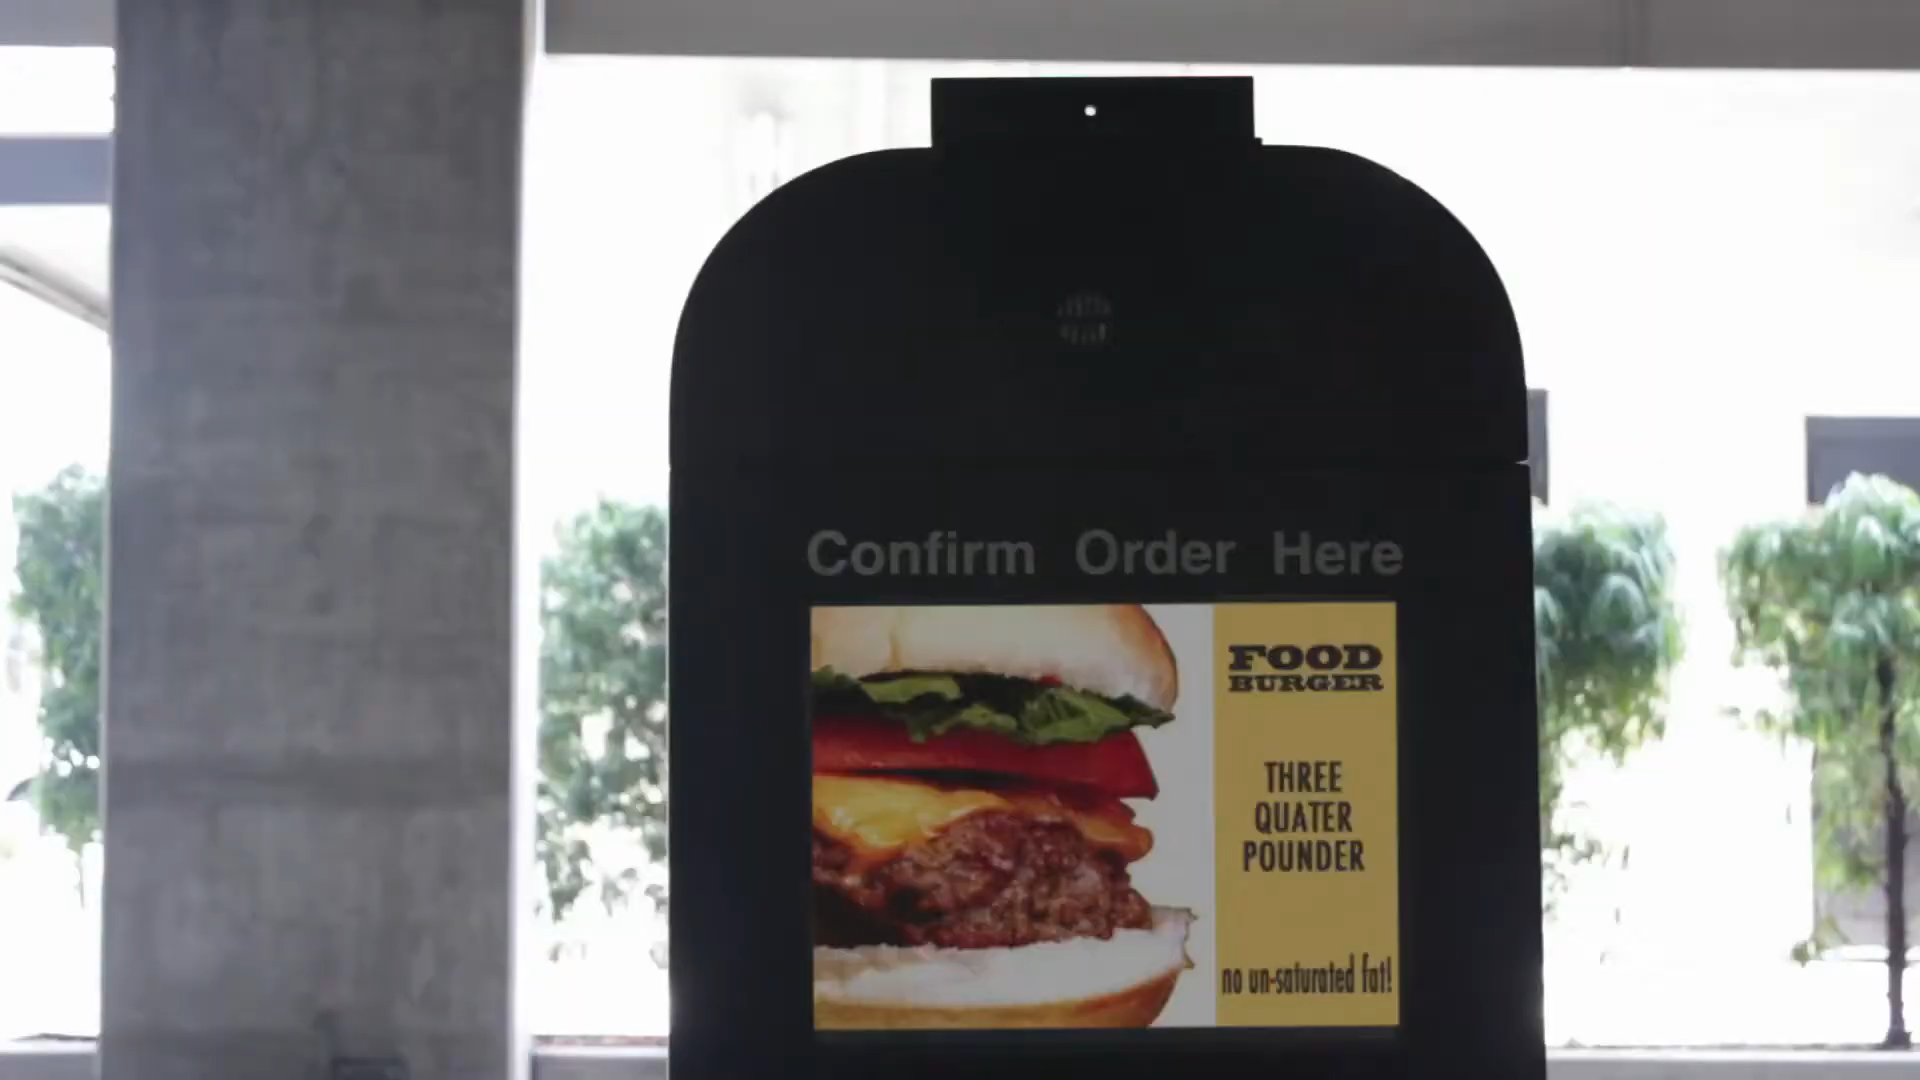 Confirm Order Here
FOOD
BURGER
THREE
QUATER
POUNDER
no un-saturated fat!